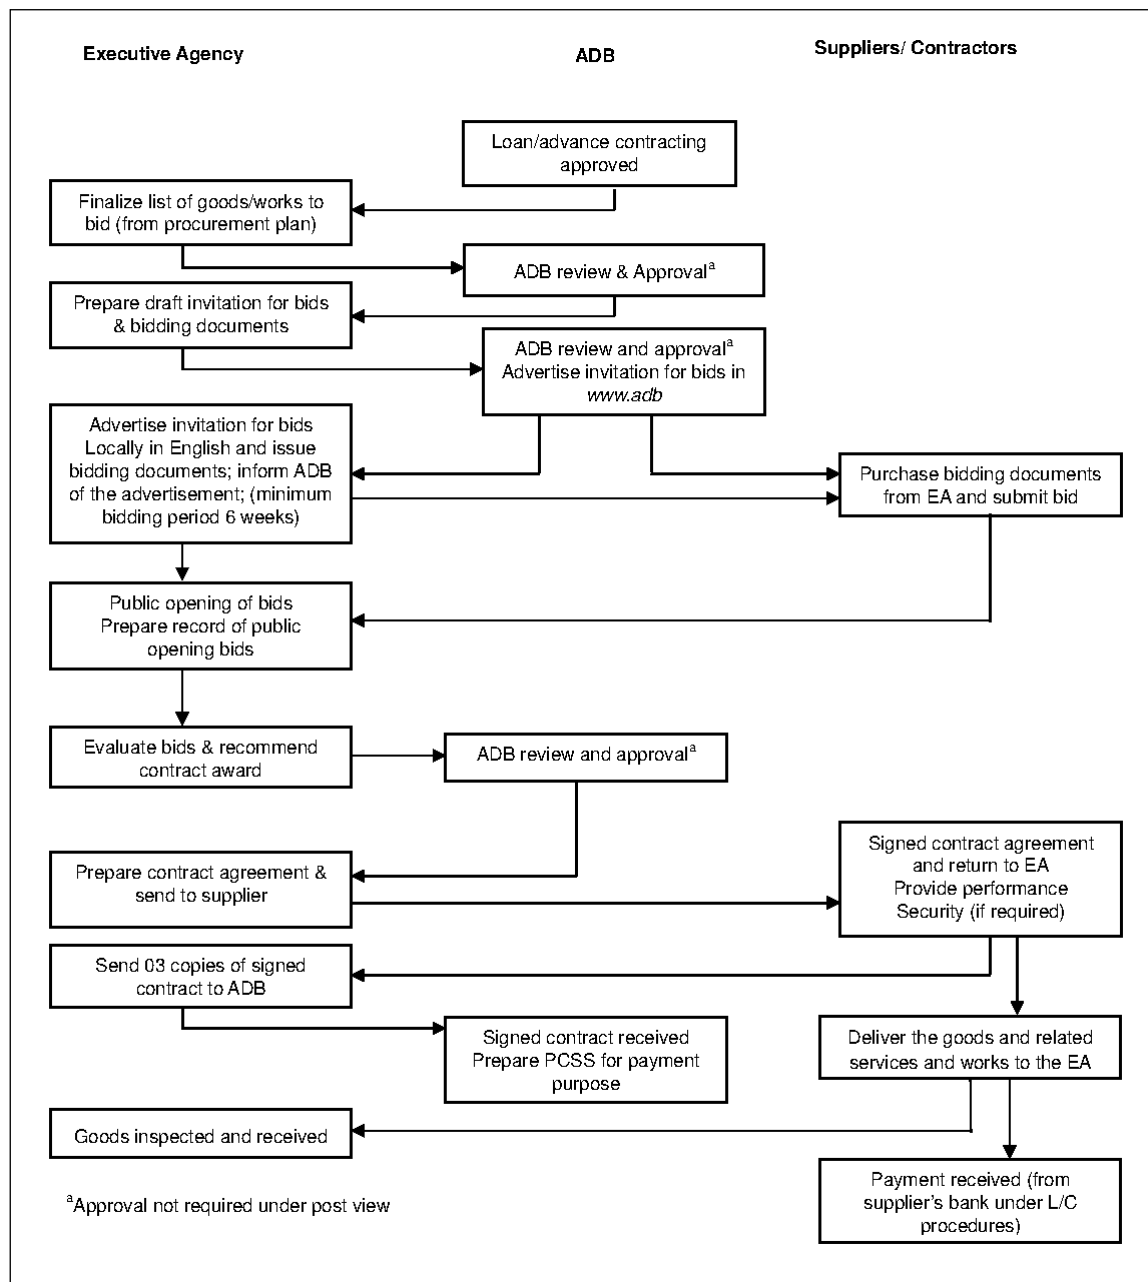 Executive Agency
ADB
Suppliers/ Contractors
Loan/advance contracting
approved
Finalize list of goods/works to
bid (from procurement plan)
ADB review & Approvalᵃ
Prepare draft invitation for bids
& bidding documents
ADB review and approvalᵃ
Advertise invitation for bids in
www.adb
Advertise invitation for bids
Locally in English and issue
bidding documents; inform ADB
of the advertisement; (minimum
bidding period 6 weeks)
Purchase bidding documents
from EA and submit bid
Public opening of bids
Prepare record of public
opening bids
Evaluate bids & recommend
contract award
ADB review and approvalᵃ
Prepare contract agreement &
send to supplier
Signed contract agreement
and return to EA
Provide performance
Security (if required)
Send 03 copies of signed
contract to ADB
Signed contract received
Prepare PCSS for payment
purpose
Deliver the goods and related
services and works to the EA
Goods inspected and received
Payment received (from
supplier's bank under L/C
procedures)
ᵃApproval not required under post view